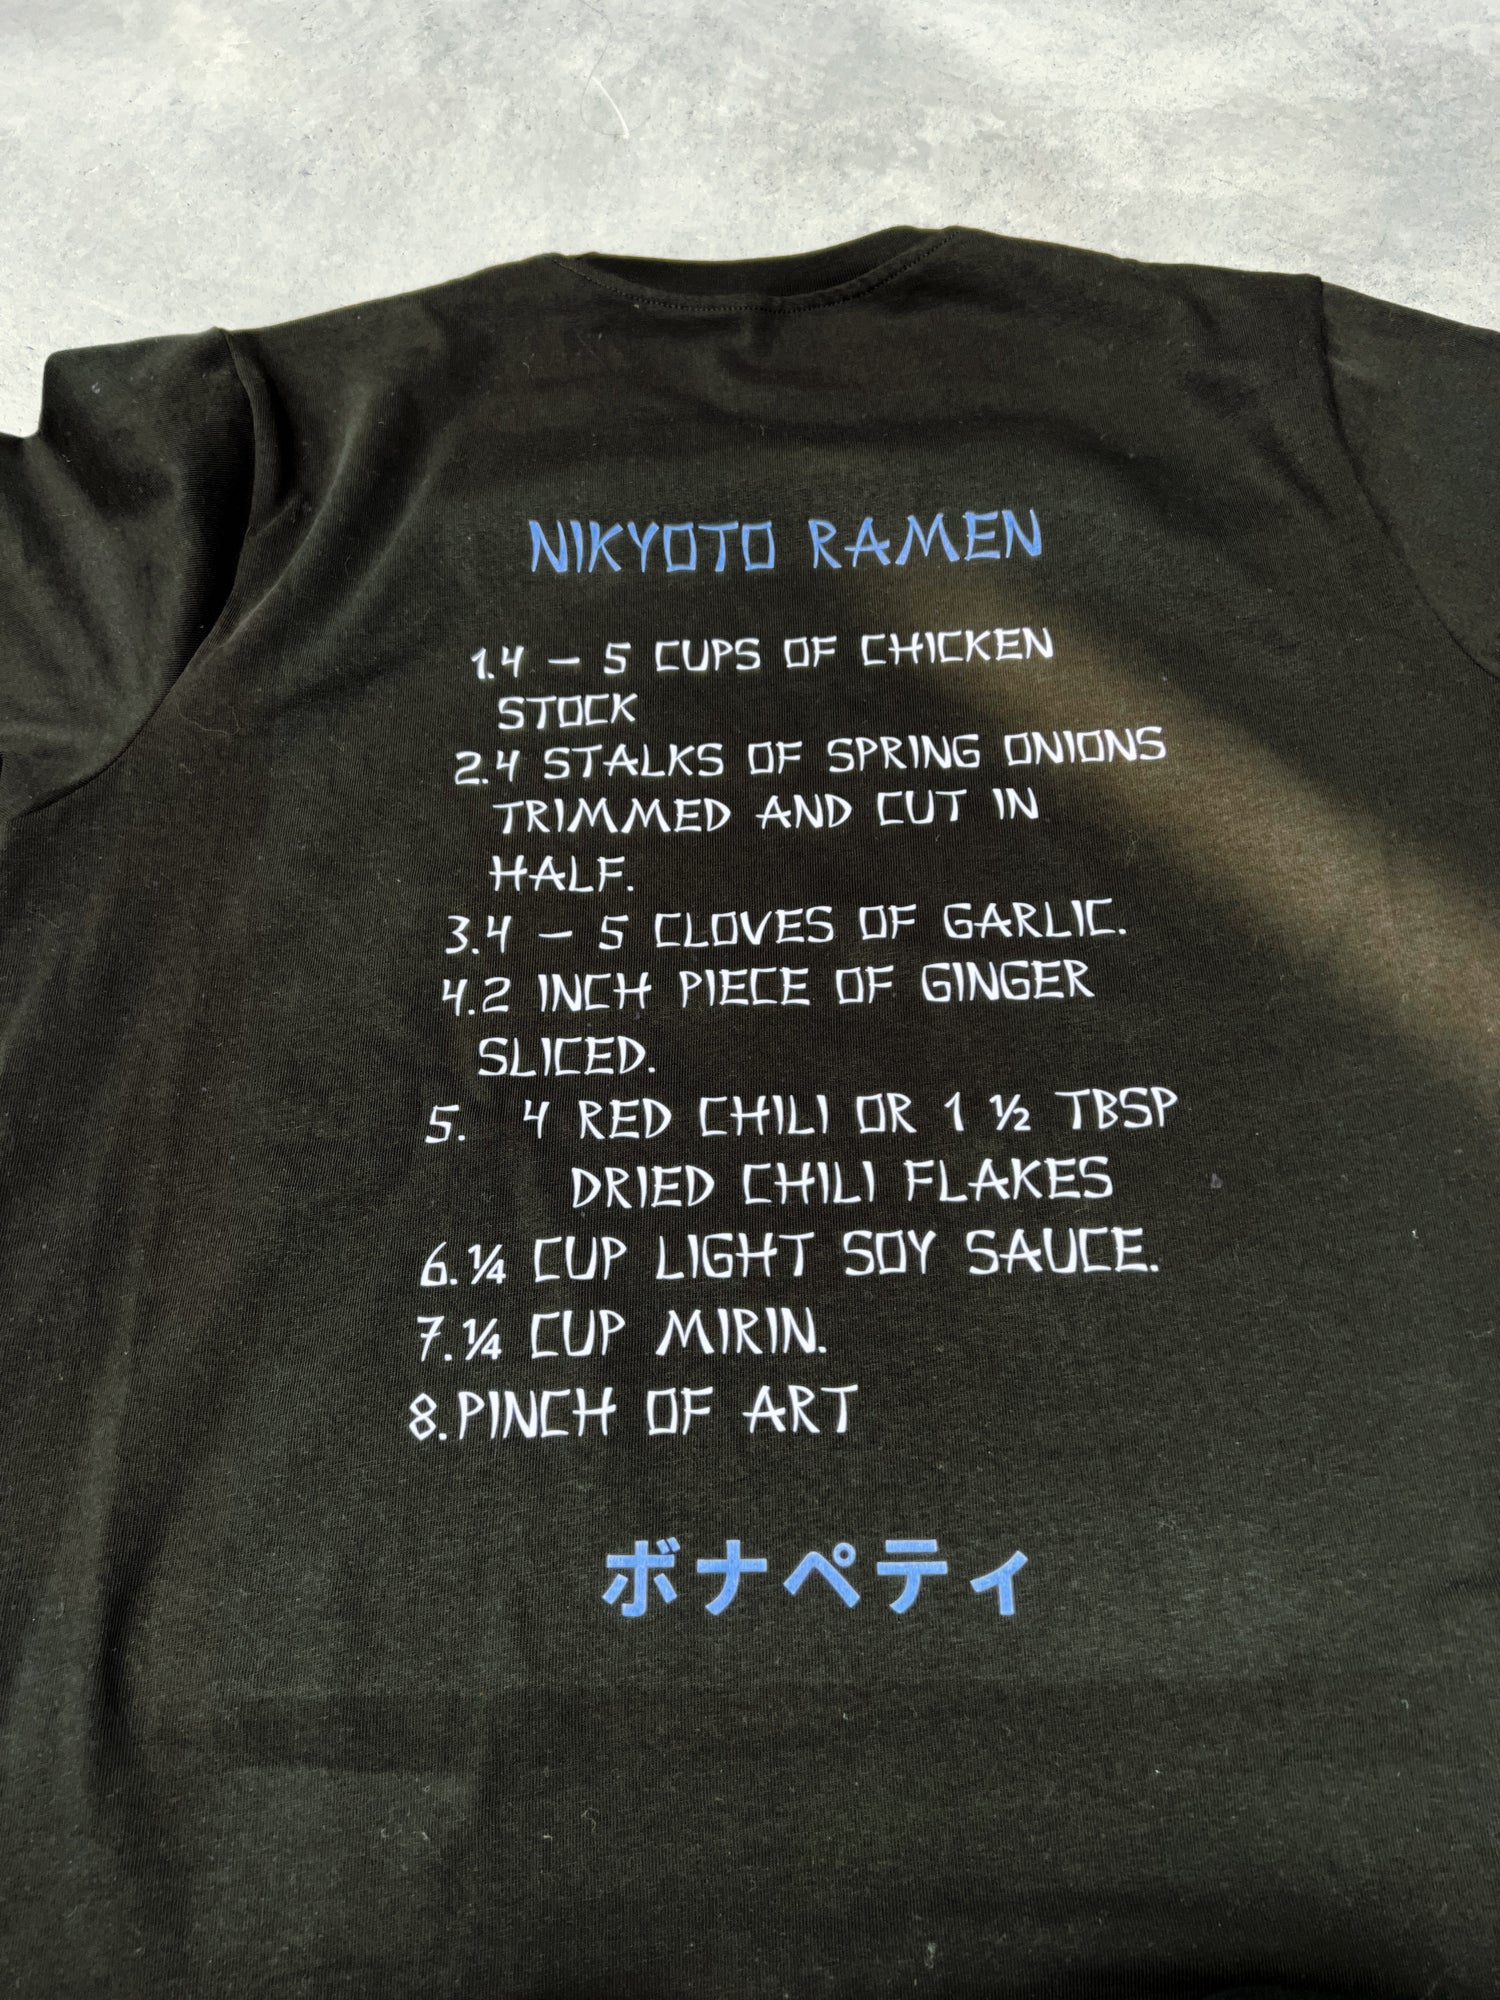 NIKYOTO RAMEN
1.4 – 5 CUPS OF CHICKEN
STOCK
2.4 STALKS OF SPRING ONIONS
TRIMMED AND CUT IN
HALF.
3.4 – 5 CLOVES OF GARLIC.
4.2 INCH PIECE OF GINGER
SLICED.
5. 4 RED CHILI OR 1 ½ TBSP
DRIED CHILI FLAKES
6.¼ CUP LIGHT SOY SAUCE.
7.¼ CUP MIRIN.
8.PINCH OF ART
ボナペティ